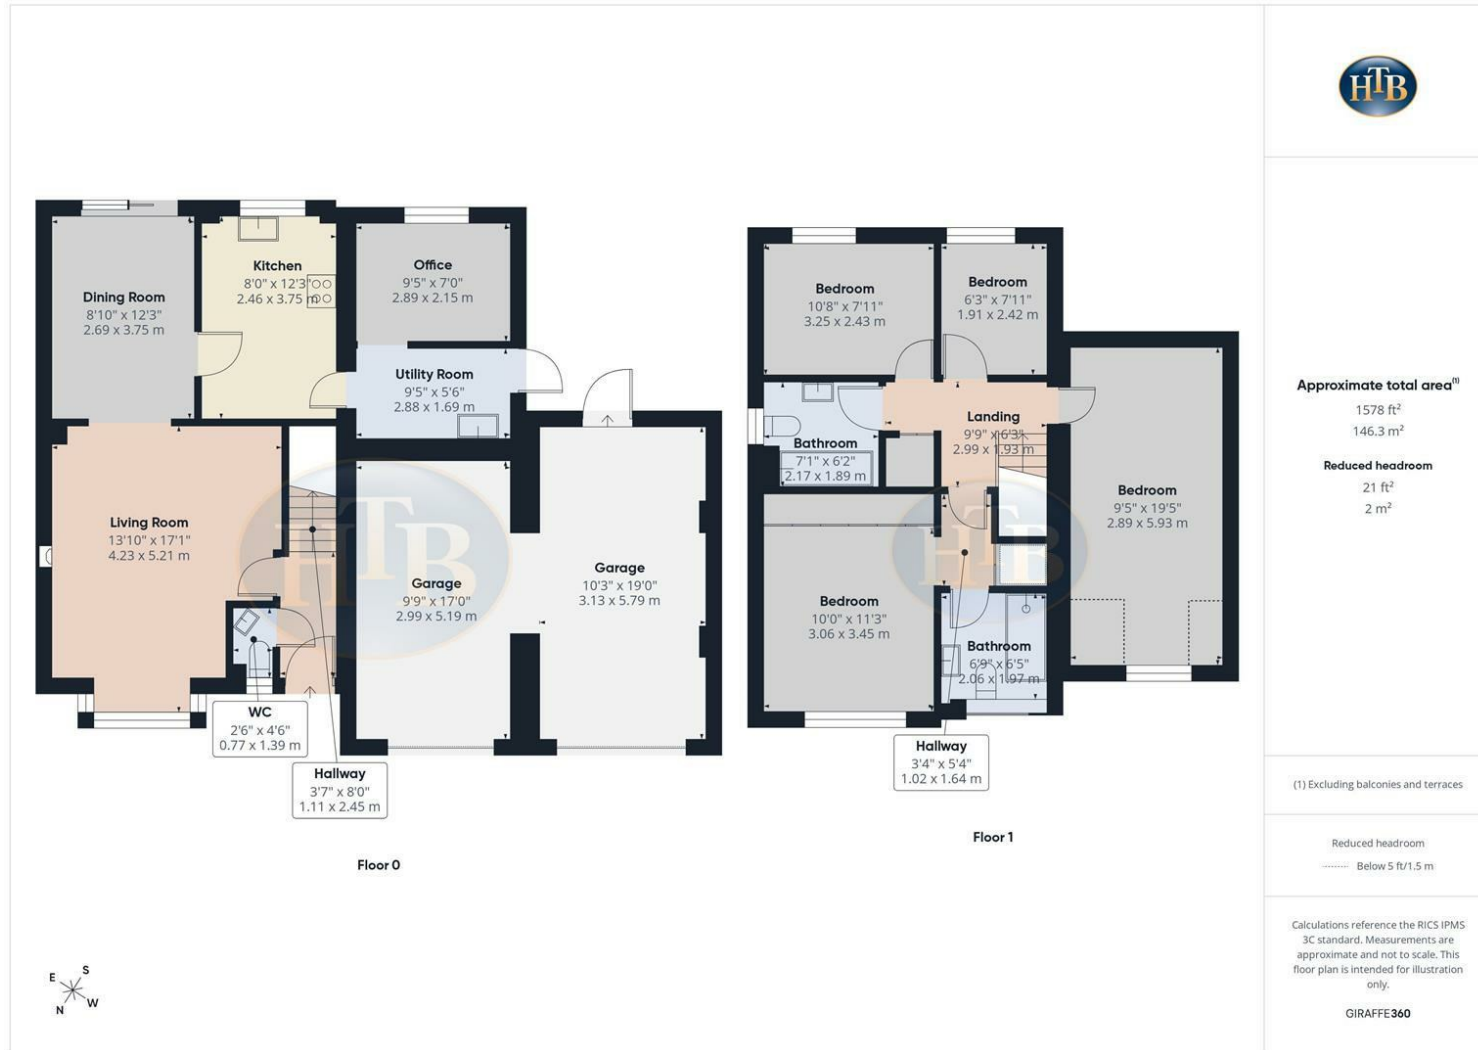 Dining Room
8'10" x 12'3"
2.69 x 3.75 m
Kitchen
8'0" x 12'3"
2.46 x 3.75 m
Office
9'5" x 7'0"
2.89 x 2.15 m
Utility Room
9'5" x 5'6"
2.88 x 1.69 m
Living Room
13'10" x 17'1"
4.23 x 5.21 m
Garage
9'9" x 17'0"
2.99 x 5.19 m
Garage
10'3" x 19'0"
3.13 x 5.79 m
HTB
WC
2'6" x 4'6"
0.77 x 1.39 m
Hallway
3'7" x 8'0"
1.11 x 2.45 m
Floor 0
Bedroom
10'8" x 7'11"
3.25 x 2.43 m
Bedroom
6'3" x 7'11"
1.91 x 2.42 m
Landing
9'9" x 6'3"
2.99 x 1.93 m
Bathroom
7'1" x 6'2"
2.17 x 1.89 m
Bedroom
9'5" x 19'5"
2.89 x 5.93 m
Bedroom
10'0" x 11'3"
3.06 x 3.45 m
HTB
Bathroom
6'9" x 6'5"
2.06 x 1.97 m
Hallway
3'4" x 5'4"
1.02 x 1.64 m
Floor 1
E S
N W
HTB
Approximate total area(1)
1578 ft²
146.3 m²
Reduced headroom
21 ft²
2 m²
(1) Excluding balconies and terraces
Reduced headroom
Below 5 ft/1.5 m
Calculations reference the RICS IPMS
3C standard. Measurements are
approximate and not to scale. This
floor plan is intended for illustration
only.
GIRAFFE360